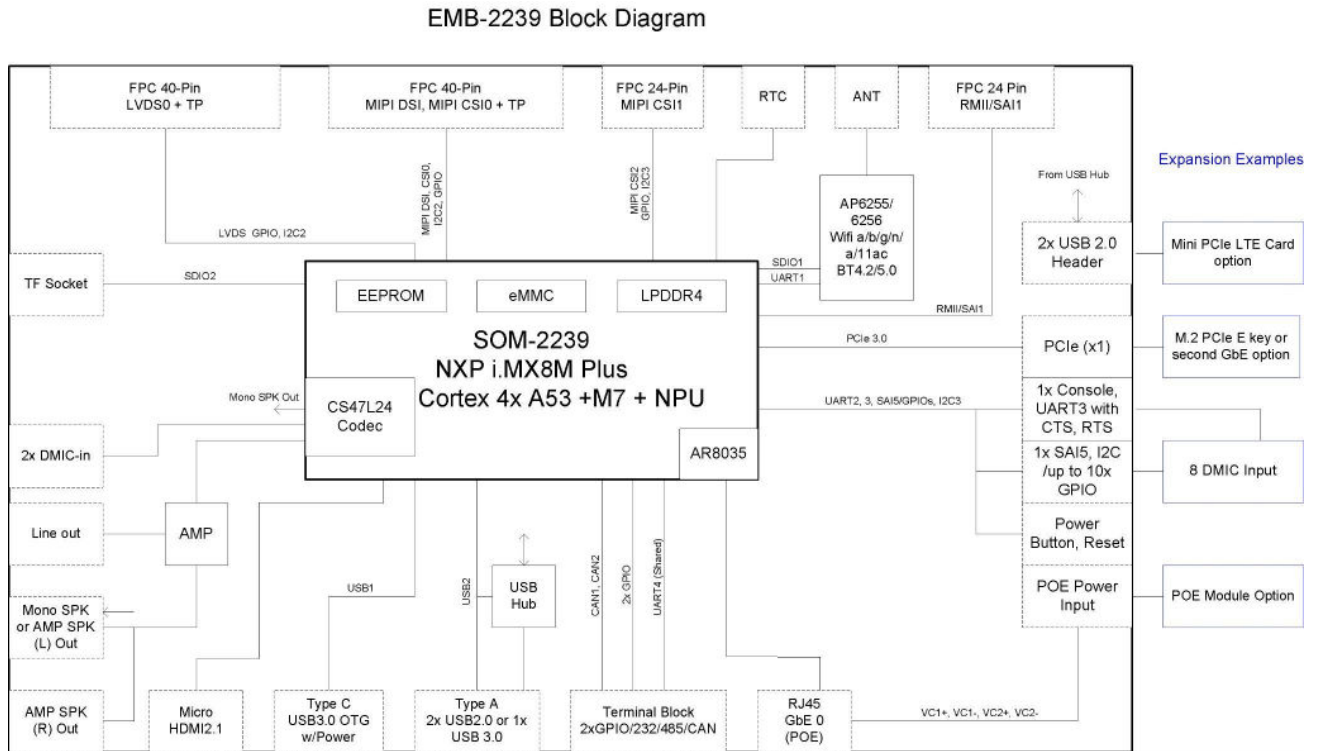 EMB-2239 Block Diagram
FPC 40-Pin
LVDS0 + TP
FPC 40-Pin
MIPI DSI, MIPI CSI0 + TP
FPC 24-Pin
MIPI CSI1
RTC
ANT
FPC 24 Pin
RMII/SAI1
Expansion Examples
From USB Hub
MIPI DSI, CSI0,
I2C2, GPIO
MIPI CSI2
GPIO, I2C3
AP6255/
6256
Wifi a/b/g/n/
a/11ac
BT4.2/5.0
LVDS GPIO, I2C2
2x USB 2.0
Header
Mini PCIe LTE Card
option
TF Socket
SDIO2
SDIO1
UART1
EEPROM
eMMC
LPDDR4
RMII/SAI1
SOM-2239
NXP i.MX8M Plus
Cortex 4x A53 +M7 + NPU
PCIe 3.0
PCIe (x1)
M.2 PCIe E key or
second GbE option
Mono SPK Out
CS47L24
Codec
UART2, 3, SAI5/GPIOs, I2C3
1x Console,
UART3 with
CTS, RTS
2x DMIC-in
AR8035
1x SAI5, I2C
/up to 10x
GPIO
8 DMIC Input
Line out
AMP
Power
Button, Reset
USB1
USB2
USB
Hub
CAN1, CAN2
2x GPIO
UART4 (Shared)
POE Power
Input
POE Module Option
Mono SPK
or AMP SPK
(L) Out
AMP SPK
(R) Out
Micro
HDMI2.1
Type C
USB3.0 OTG
w/Power
Type A
2x USB2.0 or 1x
USB 3.0
Terminal Block
2xGPIO/232/485/CAN
RJ45
GbE 0
(POE)
VC1+, VC1-, VC2+, VC2-